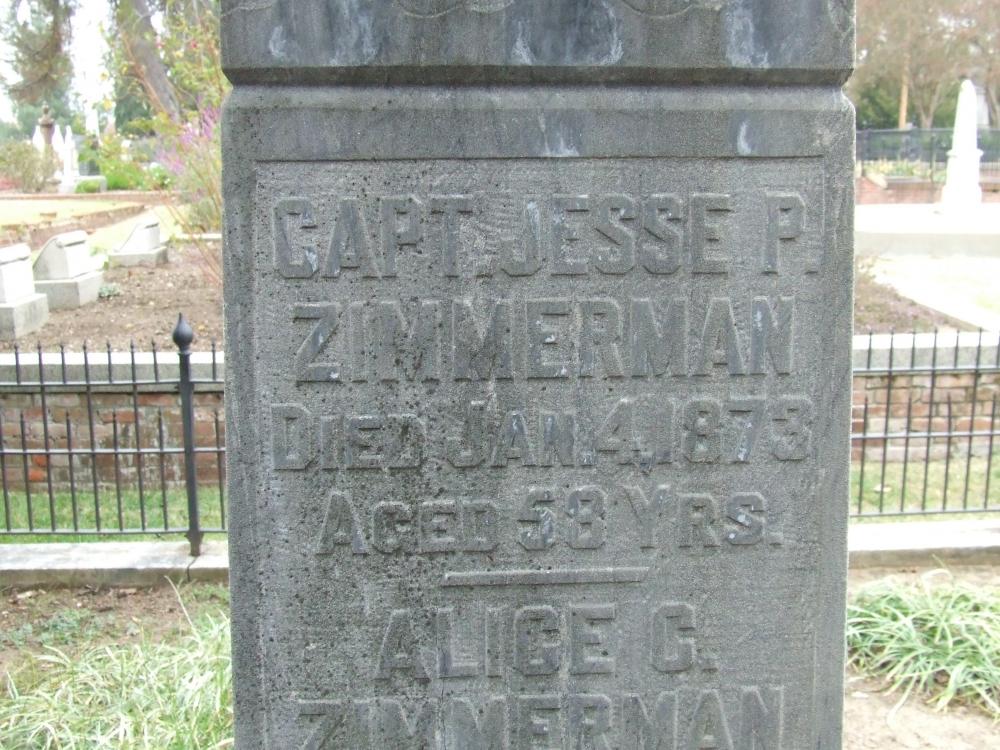 CAPT. JESSE P.
ZIMMERMAN
DIED JAN. 4, 1873
AGED 58 YRS.
ALICE C.
ZIMMERMAN